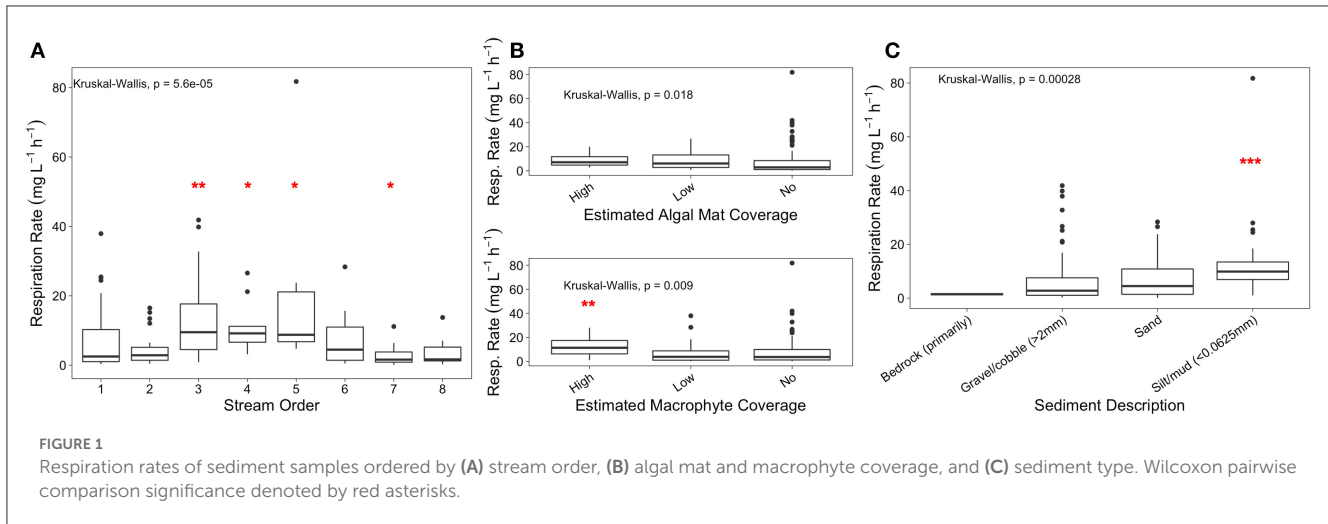 A
Kruskal-Wallis, p = 5.6e-05
Respiration Rate (mg L−1 h−1)
80
60
40
20
0
** * * *
1 2 3 4 5 6 7 8
Stream Order
B
Kruskal-Wallis, p = 0.018
Resp. Rate (mg L−1 h−1)
80
60
40
20
0
High Low No
Estimated Algal Mat Coverage
Kruskal-Wallis, p = 0.009
Resp. Rate (mg L−1 h−1)
80
60
40
20
0
**
High Low No
Estimated Macrophyte Coverage
C
Kruskal-Wallis, p = 0.00028
Respiration Rate (mg L−1 h−1)
80
60
40
20
0
***
Bedrock (primarily) Gravel/cobble (>2mm) Sand Silt/mud (<0.0625mm)
Sediment Description
FIGURE 1
Respiration rates of sediment samples ordered by (A) stream order, (B) algal mat and macrophyte coverage, and (C) sediment type. Wilcoxon pairwise
comparison significance denoted by red asterisks.